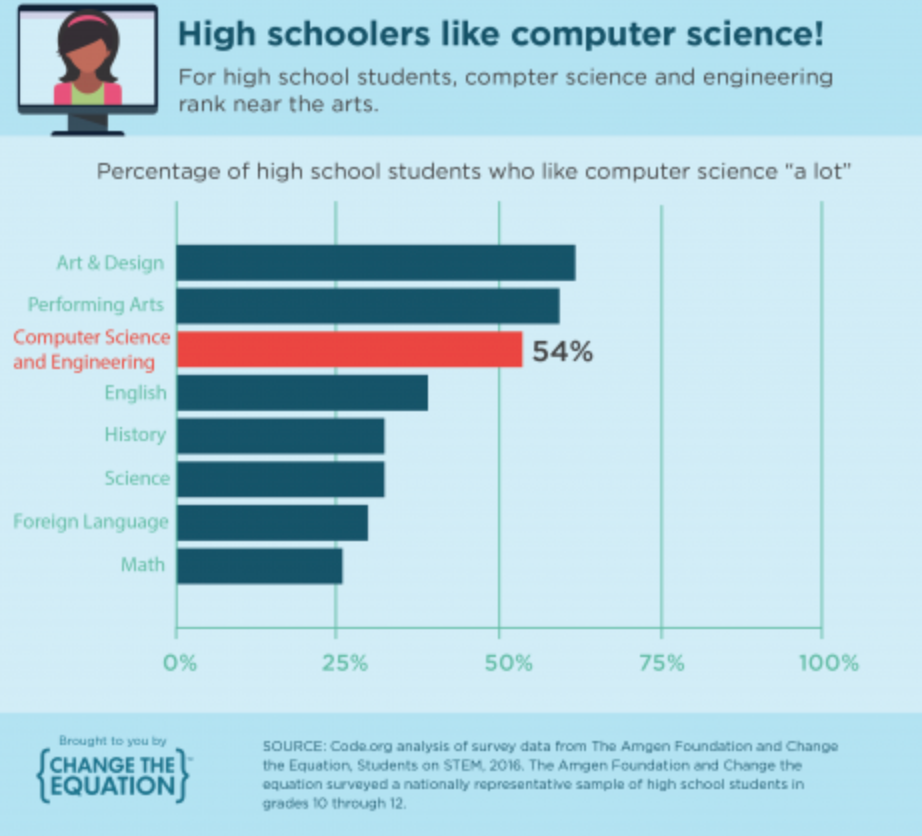 High schoolers like computer science!
For high school students, compter science and engineering
rank near the arts.
Percentage of high school students who like computer science “a lot”
Art & Design
Performing Arts
Computer Science
and Engineering
54%
English
History
Science
Foreign Language
Math
0% 25% 50% 75% 100%
Brought to you by
{CHANGE THE
EQUATION}™
SOURCE: Code.org analysis of survey data from The Amgen Foundation and Change
the Equation, Students on STEM, 2016. The Amgen Foundation and Change the
equation surveyed a nationally representative sample of high school students in
grades 10 through 12.